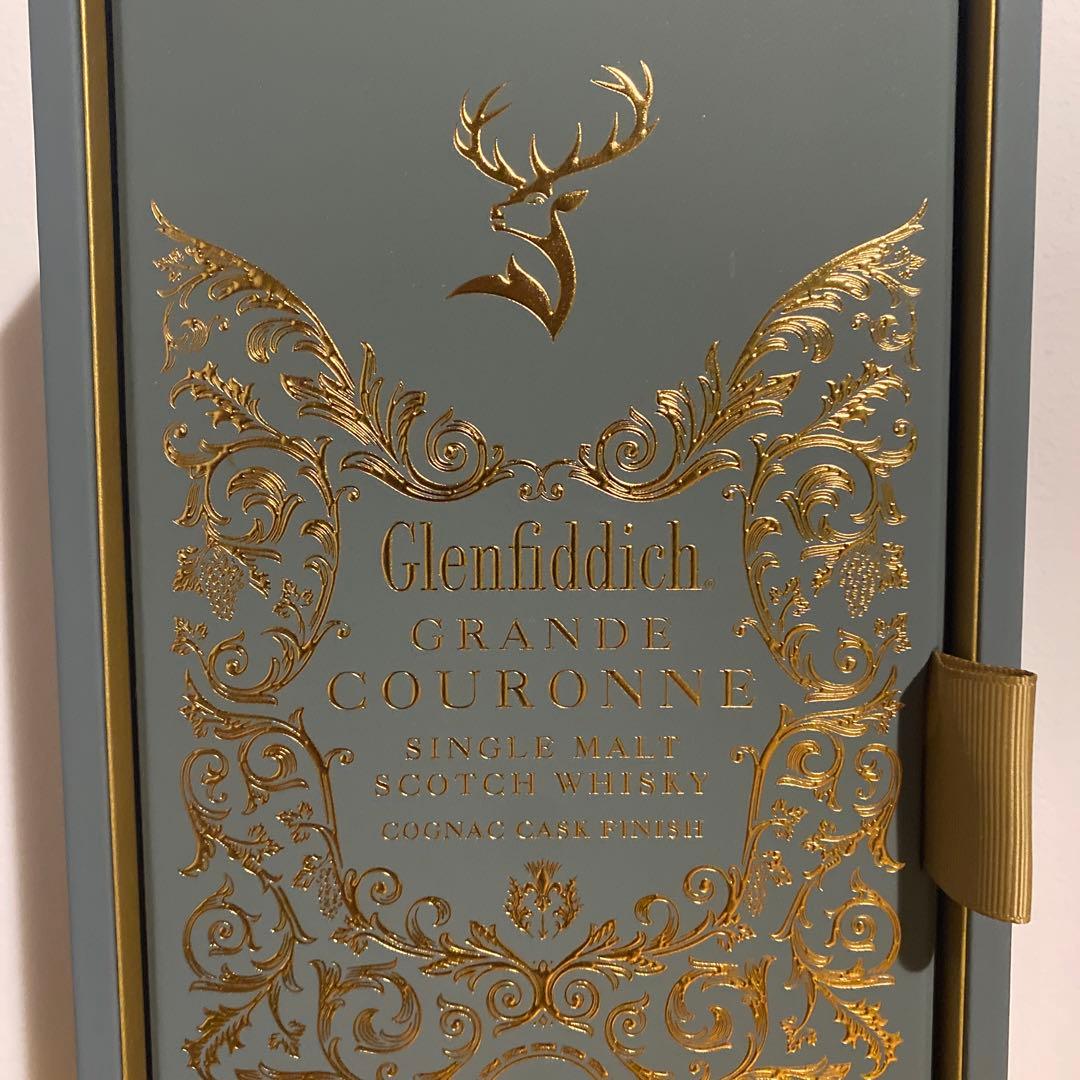 Glenfiddich
GRANDE
COURONNE
SINGLE MALT
SCOTCH WHISKY
COGNAC CASK FINISH